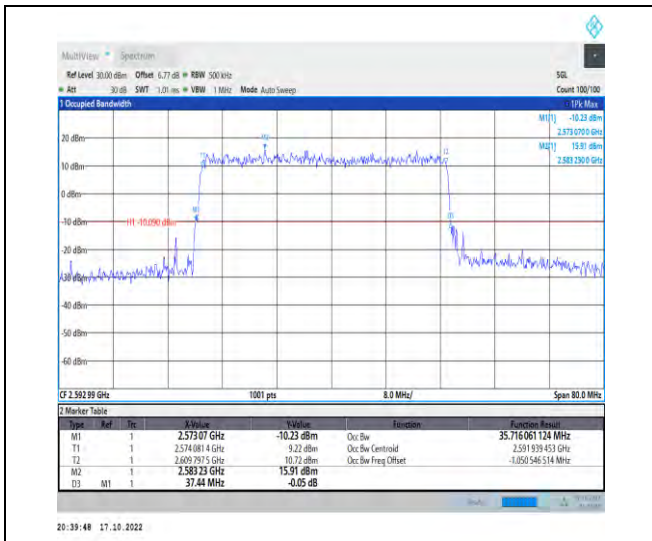 MultiView Spectrum
Ref Level 30.00 dBm Offset 6.77 dB RBW 500 kHz SGL
Att 30 dB SWT 1.01 ms VBW 1 MHz Mode Auto Sweep Count 100/100
1 Occupied Bandwidth 1Pk Max
M1[1] -10.23 dBm
2.573 070 0 GHz
M2[1] 15.91 dBm
2.583 230 0 GHz
20 dBm
10 dBm
0 dBm
-10 dBm
H1 -10.090 dBm
-20 dBm
-30 dBm
-40 dBm
-50 dBm
-60 dBm
M2
T1
T2
M1
D3
CF 2.592 99 GHz 1001 pts 8.0 MHz/ Span 80.0 MHz
2 Marker Table
Type Ref Trc X-Value Y-Value Function Function Result
M1 1 2.573 07 GHz -10.23 dBm Occ Bw 35.716 061 124 MHz
T1 1 2.574 081 4 GHz 9.22 dBm Occ Bw Centroid 2.591 939 453 GHz
T2 1 2.609 797 5 GHz 10.72 dBm Occ Bw Freq Offset -1.050 546 514 MHz
M2 1 2.583 23 GHz 15.91 dBm
D3 M1 1 37.44 MHz -0.05 dB
20:39:48 17.10.2022